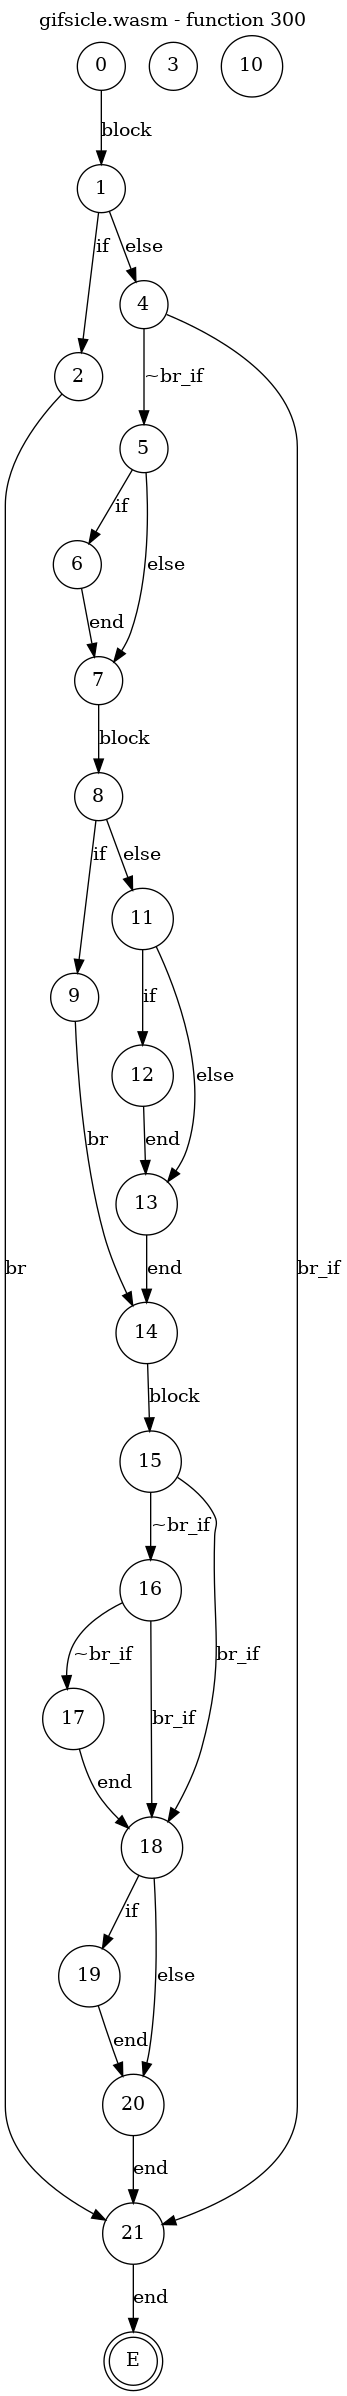 gifsicle.wasm - function 300
0 3 10
block
1
if else
4
2 ~br_if
5
if
6 else
end
7
block
8
if else
11
9 if
12 else
br end
13
br end br_if
14
block
15
~br_if
16
~br_if br_if
17 br_if
end
18
if
19 else
end
20
end
21
end
E